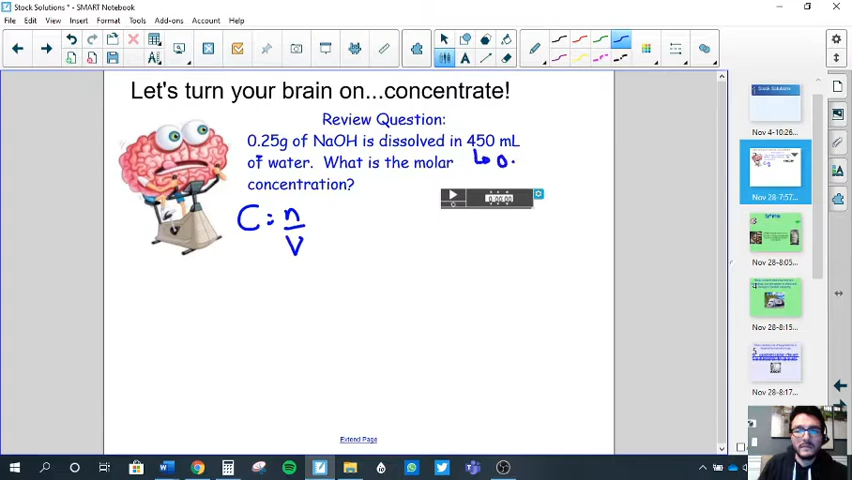 Stock Solutions * - SMART Notebook
File Edit View Insert Format Tools Add-ons Account Help
Let's turn your brain on...concentrate!
Review Question:
0.25g of NaOH is dissolved in 450 mL
of water. What is the molar
concentration?
0.
C = n
V
Extend Page
Nov 4-10:26...
Nov 28-7:57...
Nov 28-8:05...
Nov 28-8:15...
Nov 28-8:17...